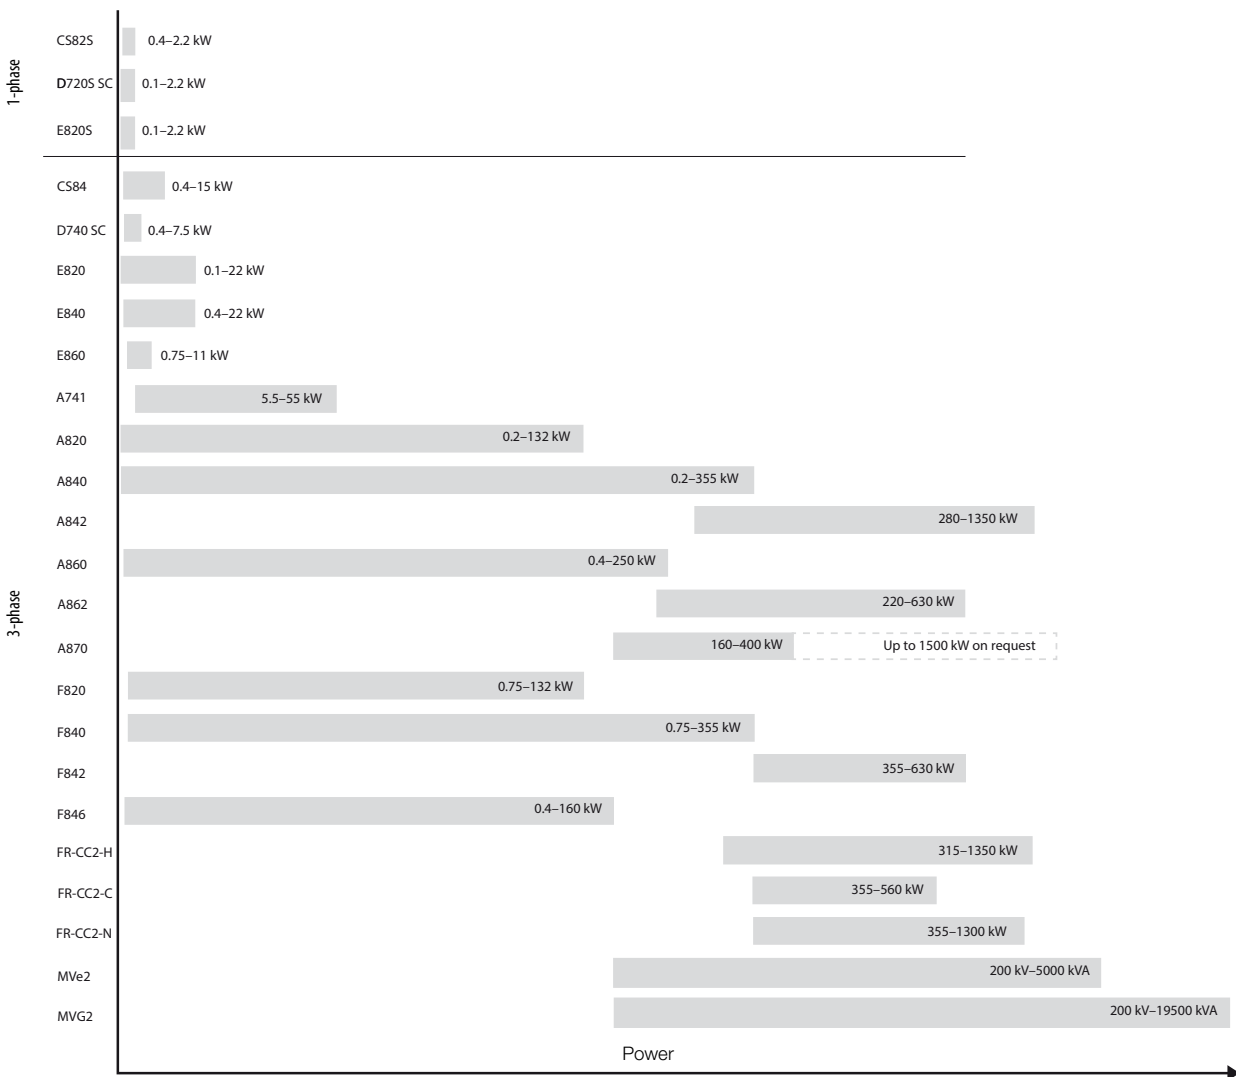 1-phase
CS82S 0.4–2.2 kW
D720S SC 0.1–2.2 kW
E820S 0.1–2.2 kW
3-phase
CS84 0.4–15 kW
D740 SC 0.4–7.5 kW
E820 0.1–22 kW
E840 0.4–22 kW
E860 0.75–11 kW
A741 5.5–55 kW
A820 0.2–132 kW
A840 0.2–355 kW
A842 280–1350 kW
A860 0.4–250 kW
A862 220–630 kW
A870 160–400 kW Up to 1500 kW on request
F820 0.75–132 kW
F840 0.75–355 kW
F842 355–630 kW
F846 0.4–160 kW
FR-CC2-H 315–1350 kW
FR-CC2-C 355–560 kW
FR-CC2-N 355–1300 kW
MVe2 200 kV–5000 kVA
MVG2 200 kV–19500 kVA
Power